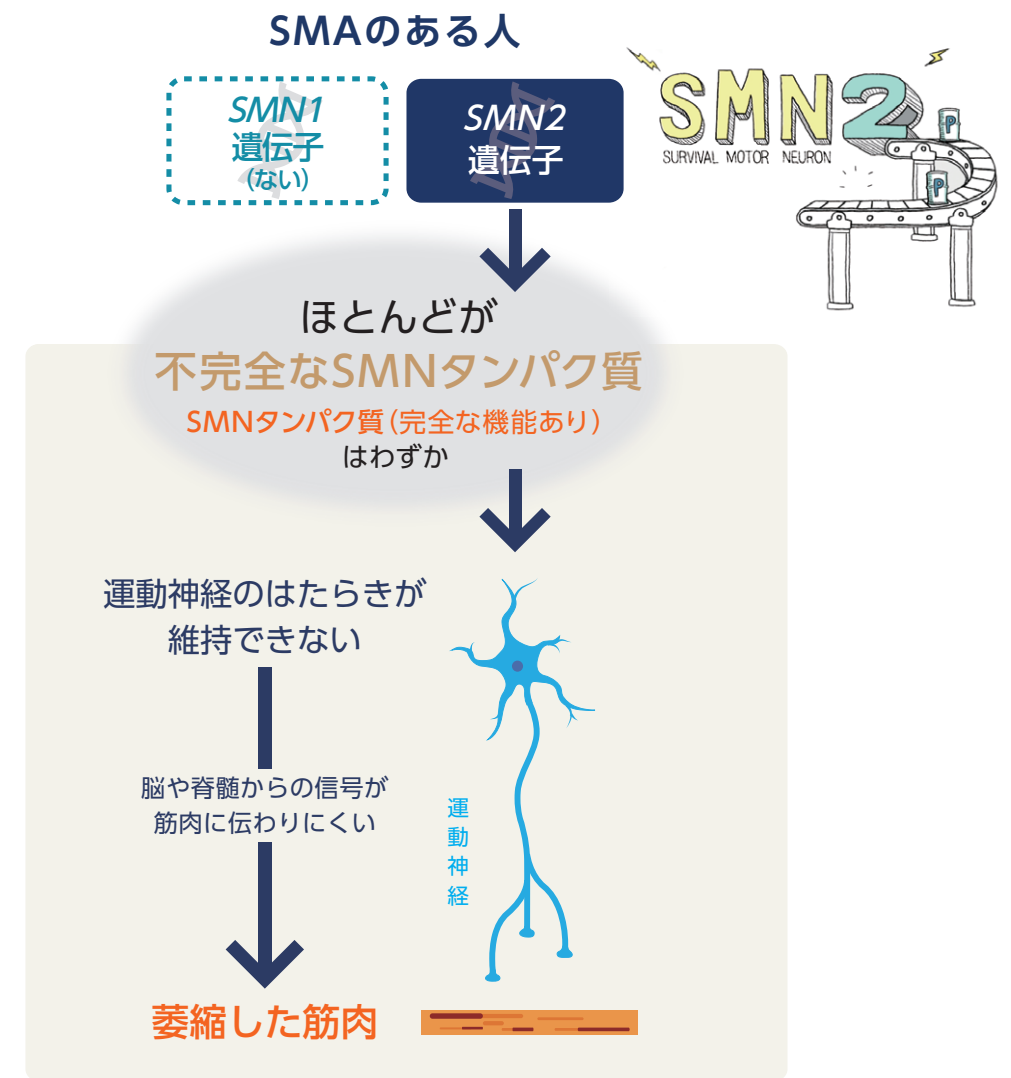 SMAのある人
SMN1
遺伝子
(ない)
SMN2
遺伝子
SMN2
SURVIVAL MOTOR NEURON
P
P
ほとんどが
不完全なSMNタンパク質
SMNタンパク質(完全な機能あり)
はわずか
運動神経のはたらきが
維持できない
脳や脊髄からの信号が
筋肉に伝わりにくい
運動神経
萎縮した筋肉